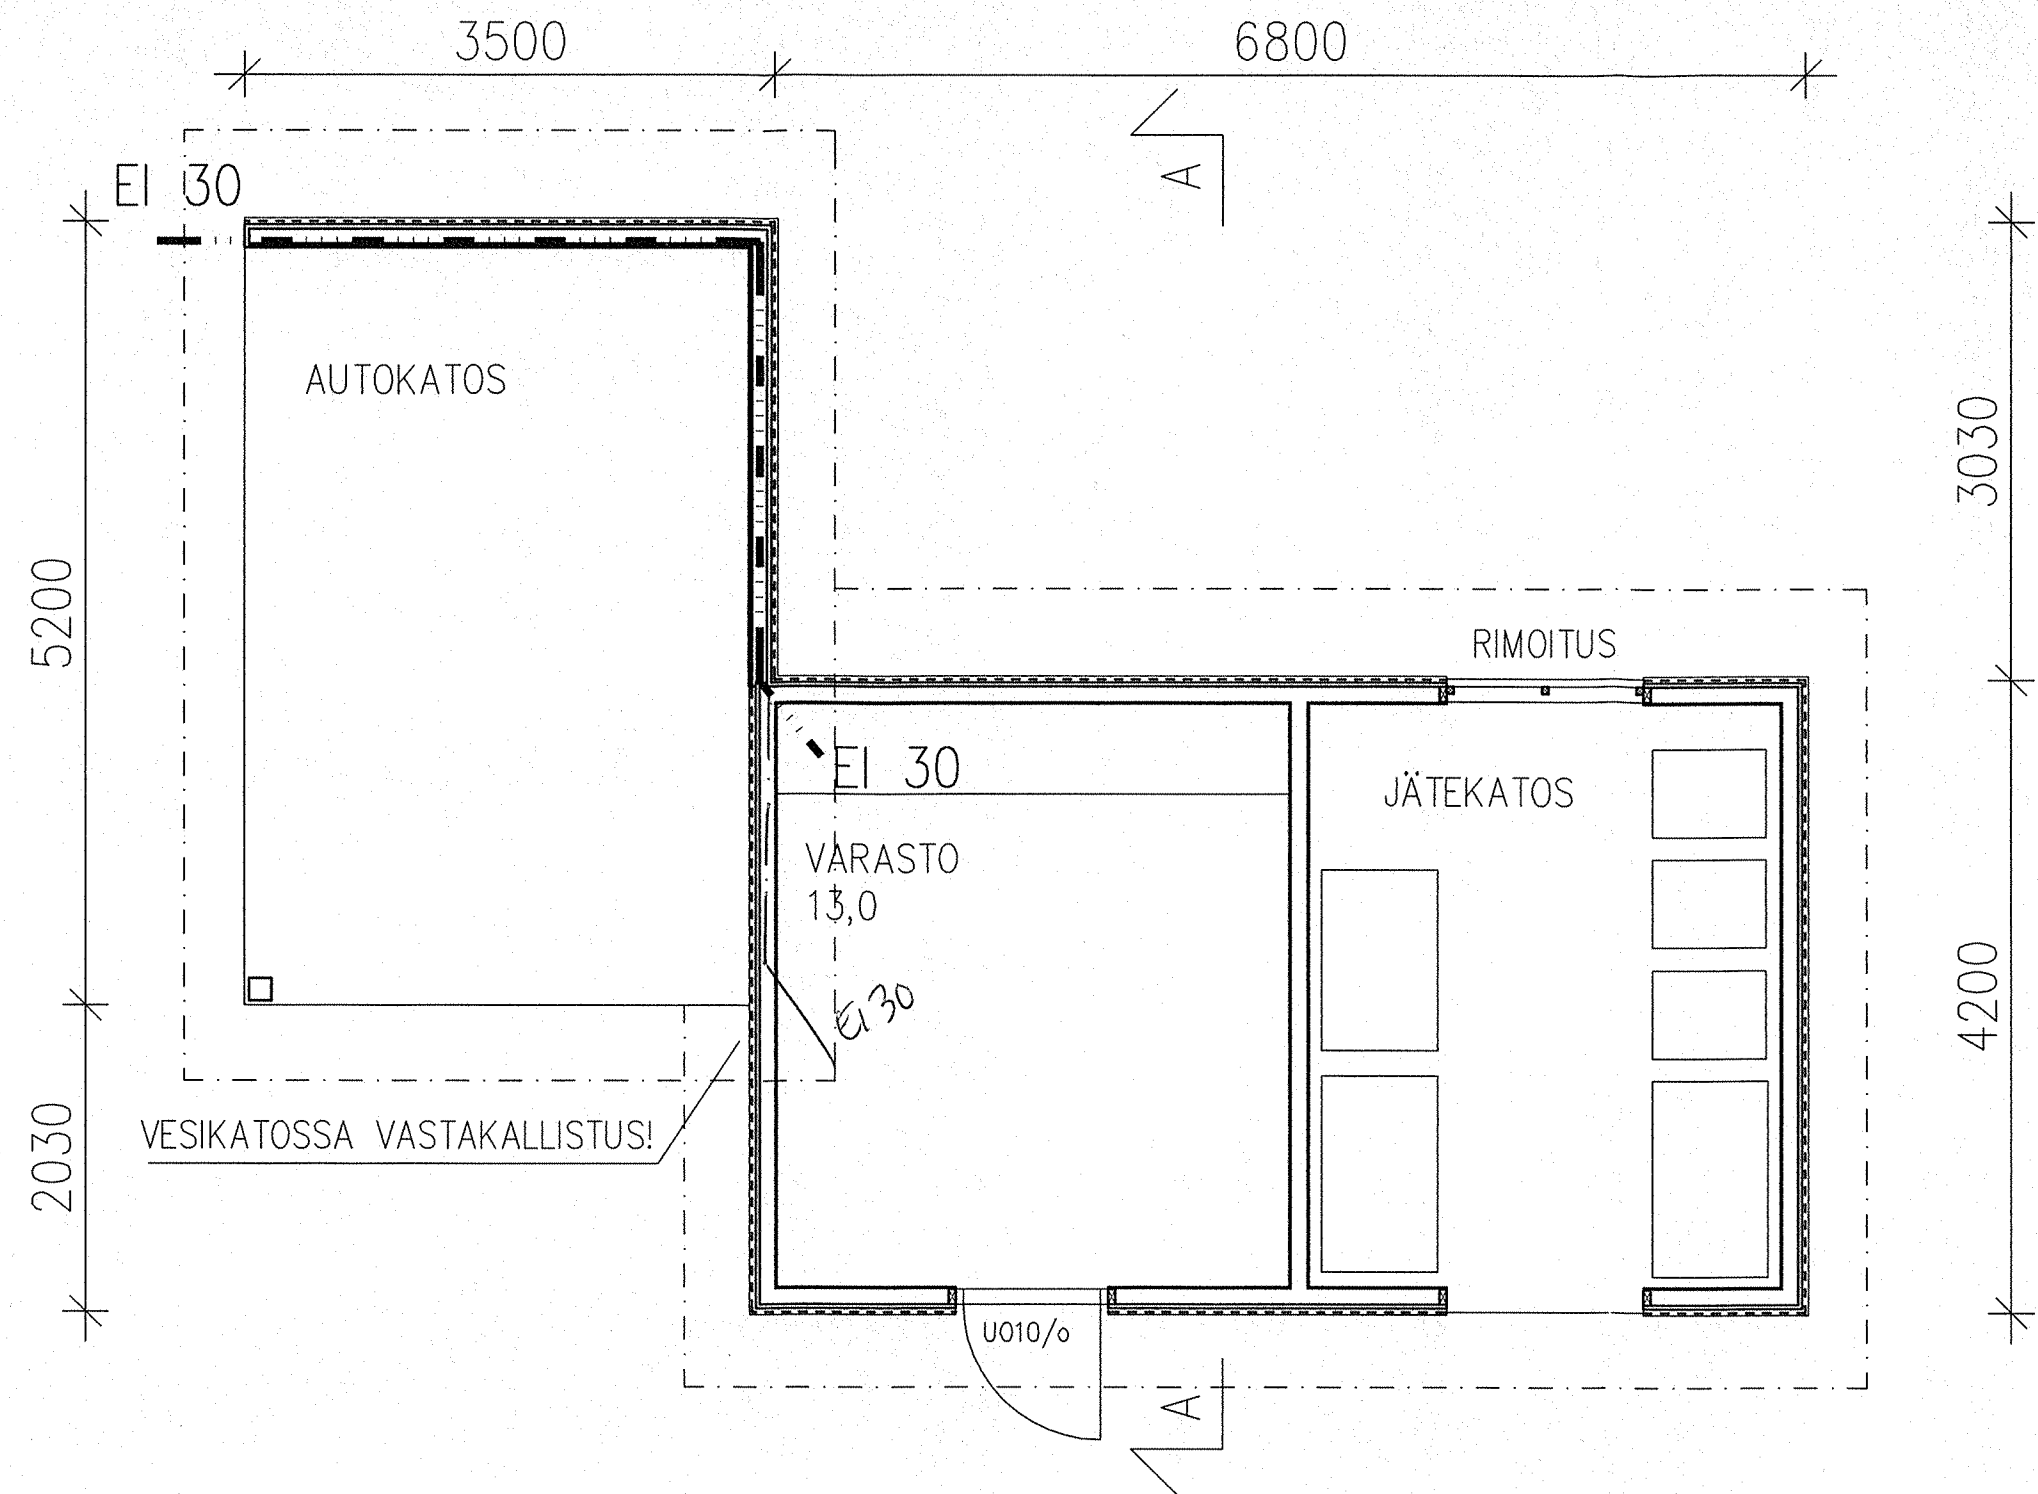 3500
6800
A
EI 30
AUTOKATOS
3030
5200
RIMOITUS
EI 30
JÄTEKATOS
VARASTO
13,0
EI 30
4200
VESIKATOSSA VASTAKALLISTUS!
2030
UO10/o
A